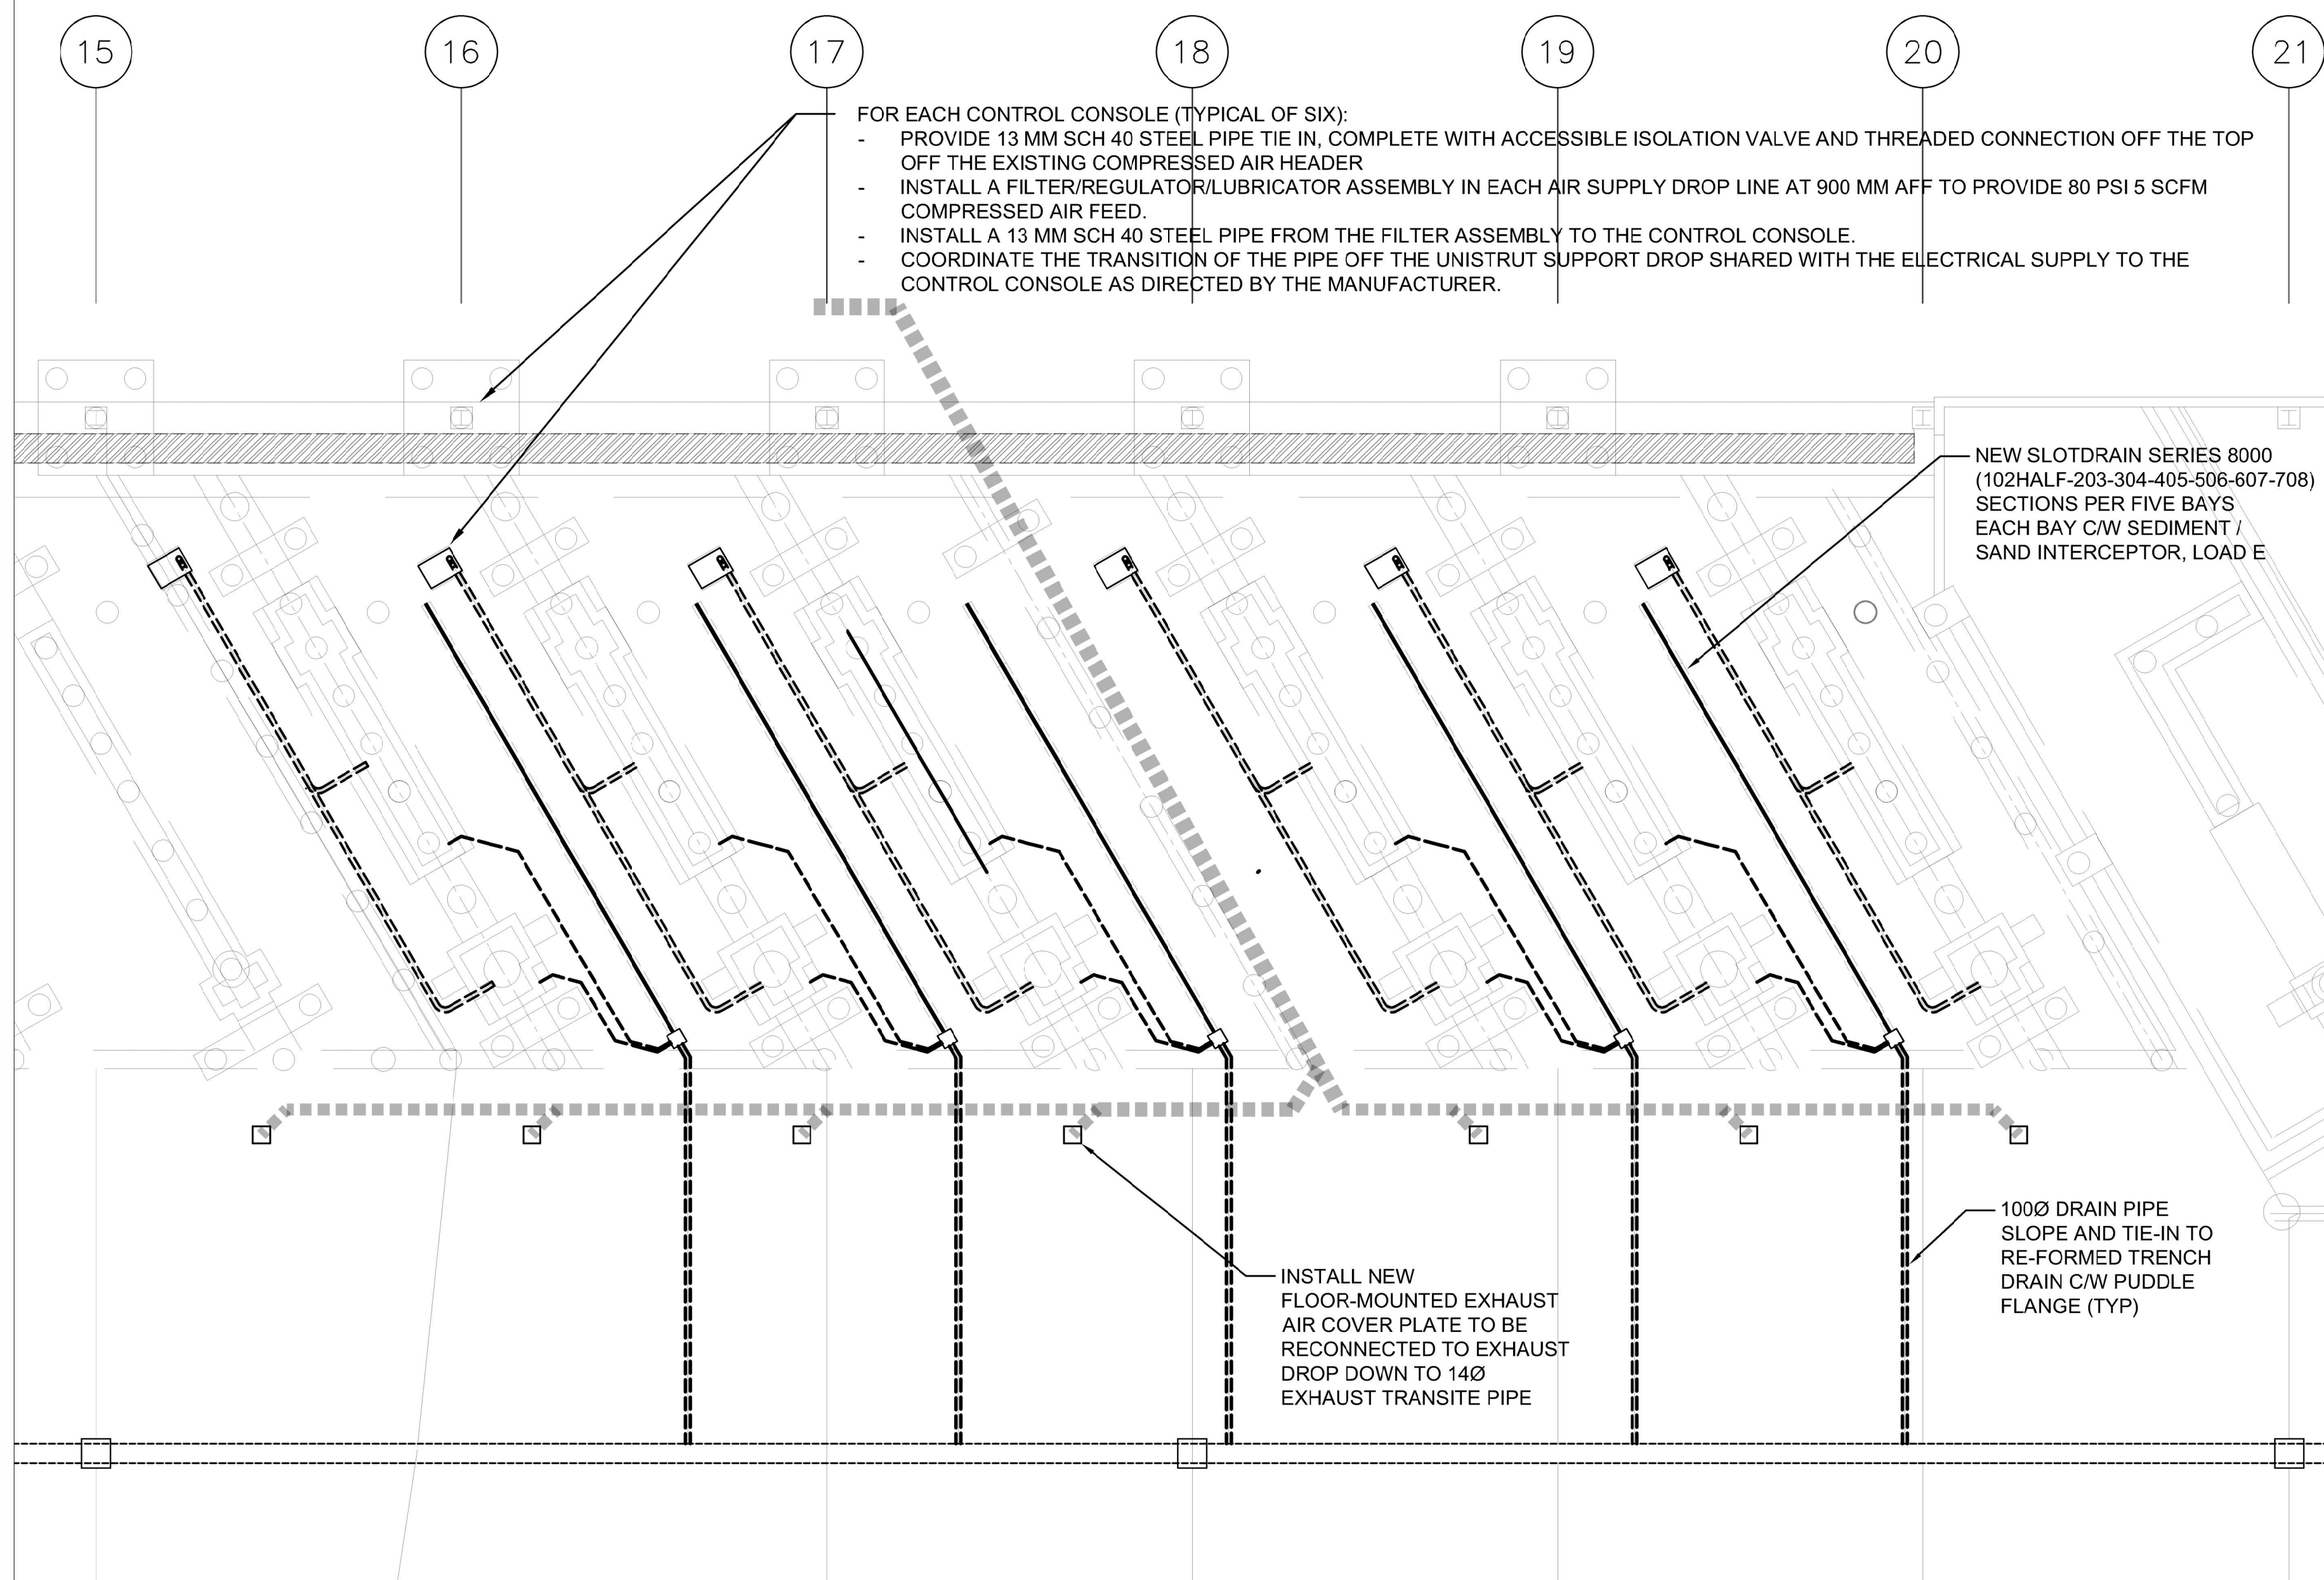 15
16
17
18
19
20
21
FOR EACH CONTROL CONSOLE (TYPICAL OF SIX):
- PROVIDE 13 MM SCH 40 STEEL PIPE TIE IN, COMPLETE WITH ACCESSIBLE ISOLATION VALVE AND THREADED CONNECTION OFF THE TOP
OFF THE EXISTING COMPRESSED AIR HEADER
- INSTALL A FILTER/REGULATOR/LUBRICATOR ASSEMBLY IN EACH AIR SUPPLY DROP LINE AT 900 MM AFF TO PROVIDE 80 PSI 5 SCFM
COMPRESSED AIR FEED.
- INSTALL A 13 MM SCH 40 STEEL PIPE FROM THE FILTER ASSEMBLY TO THE CONTROL CONSOLE.
- COORDINATE THE TRANSITION OF THE PIPE OFF THE UNISTRUT SUPPORT DROP SHARED WITH THE ELECTRICAL SUPPLY TO THE
CONTROL CONSOLE AS DIRECTED BY THE MANUFACTURER.
NEW SLOTDRAIN SERIES 8000
(102HALF-203-304-405-506-607-708)
SECTIONS PER FIVE BAYS
EACH BAY C/W SEDIMENT /
SAND INTERCEPTOR, LOAD E
100Ø DRAIN PIPE
SLOPE AND TIE-IN TO
RE-FORMED TRENCH
DRAIN C/W PUDDLE
FLANGE (TYP)
INSTALL NEW
FLOOR-MOUNTED EXHAUST
AIR COVER PLATE TO BE
RECONNECTED TO EXHAUST
DROP DOWN TO 14Ø
EXHAUST TRANSITE PIPE